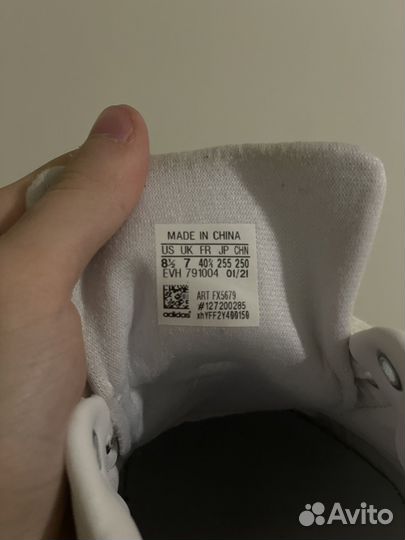 MADE IN CHINA
US UK FR JP CHN
8½ 7 40⅔ 255 250
EVH 791004 01/21
ART FX5679
#127200285
adidas xhYFF2Y400150
Avito